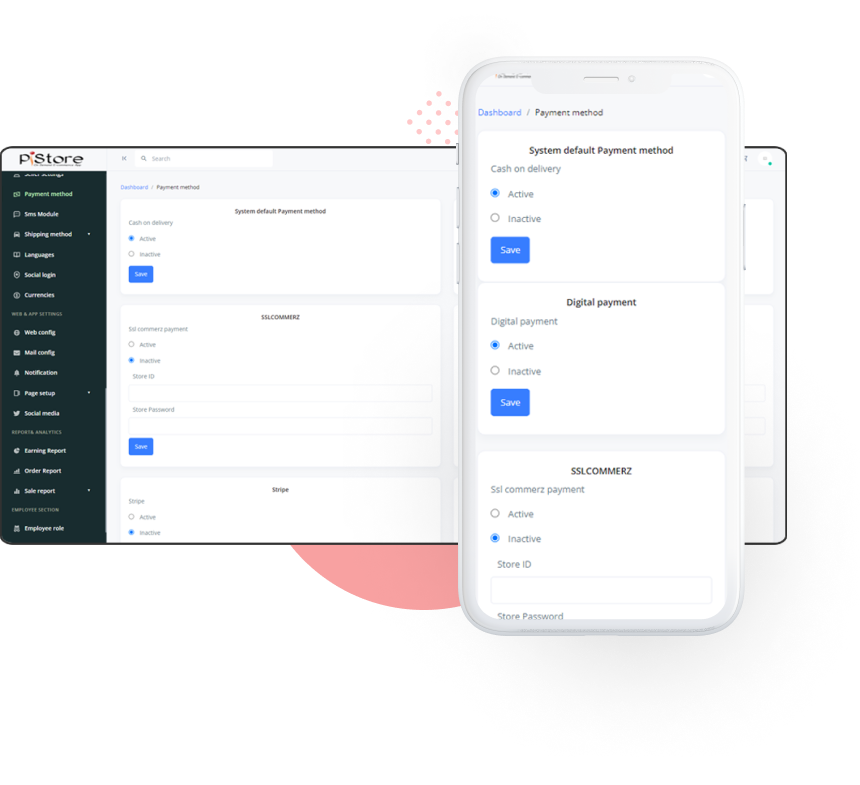 PiStore
Search
Seller settings
Payment method
Sms Module
Shipping method
Languages
Social login
Currencies
WEB & APP SETTINGS
Web config
Mail config
Notification
Page setup
Social media
REPORT& ANALYTICS
Earning Report
Order Report
Sale report
EMPLOYEE SECTION
Employee role
Dashboard / Payment method
System default Payment method
Cash on delivery
Active
Inactive
Save
SSLCOMMERZ
Ssl commerz payment
Active
Inactive
Store ID
Store Password
Save
Stripe
Stripe
Active
Inactive
Dashboard / Payment method
System default Payment method
Cash on delivery
Active
Inactive
Save
Digital payment
Digital payment
Active
Inactive
Save
SSLCOMMERZ
Ssl commerz payment
Active
Inactive
Store ID
Store Password